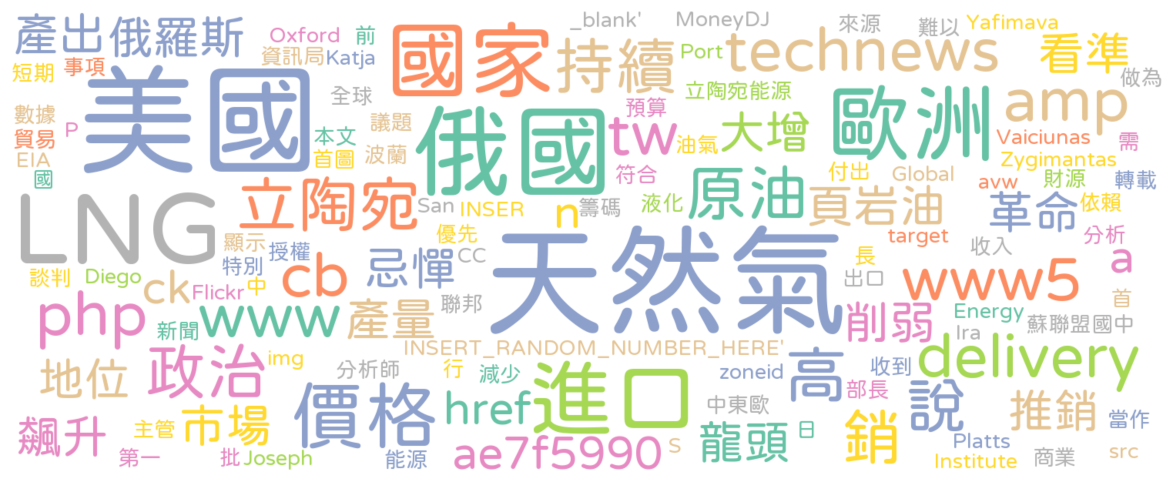 產出 俄羅斯 Oxford 前 國家 _blank' MoneyDJ 來源 難以 Yafimava
短期 事項 資訊局 Katja 持續 Port technews 看準 做為
數據 美國 全球 預算 立陶宛能源 歐洲 amp
貿易 P 本文 議題 俄國 tw 油氣 大增 Vaiciunas 需
EIA 國 首圖 波蘭 符合 付出 Global Zygimantas
LNG 立陶宛 San INSER n 籌碼 液化 原油 頁岩油 avw 財源 轉載
顯示 授權 優先 天然氣 target 革命 依賴
談判 Diego 特別 中 cb 忌憚 CC 長 收入 分析
ck Flickr 聯邦 出口 www5 a
php 新聞 www 產量 削弱 Energy 首
INSERT_RANDOM_NUMBER_HERE' Ira 蘇聯盟國中
地位 政治 img 分析師 行 減少 進口 zoneid 高 收到 delivery
部長
飆升 主管 市場 價格 href 中東歐 銷 說 推銷 當作
第一 批 Joseph 能源 ae7f5990 S 龍頭 日 Platts
Institute 商業 src